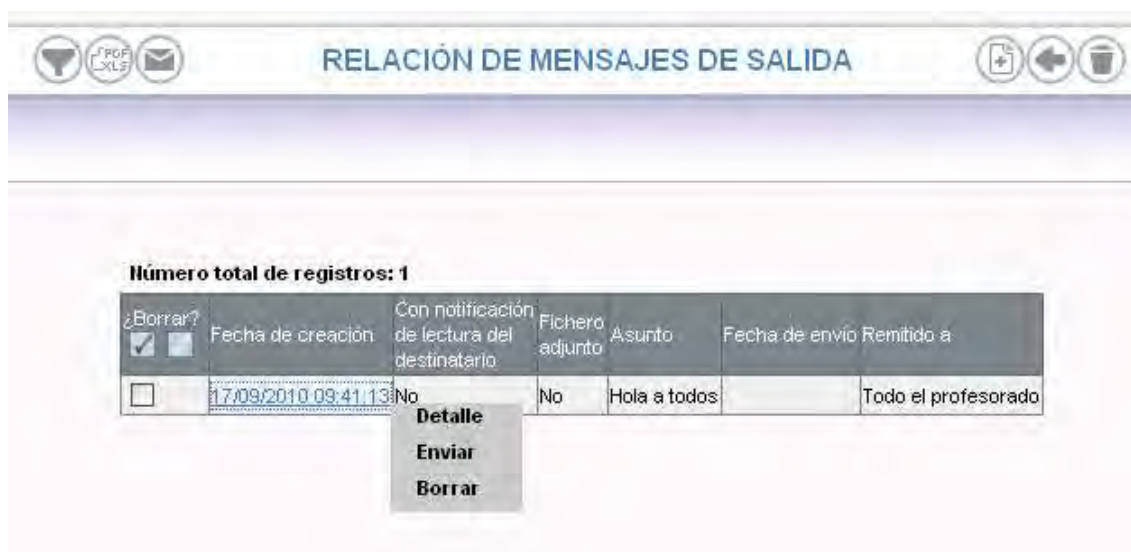 PDF
XLS
RELACIÓN DE MENSAJES DE SALIDA
Número total de registros: 1
¿Borrar?
Fecha de creación
Con notificación
de lectura del
destinatario
Fichero
adjunto
Asunto
Fecha de envío
Remitido a
17/09/2010 09:41:13
No
No
Hola a todos
Todo el profesorado
Detalle
Enviar
Borrar